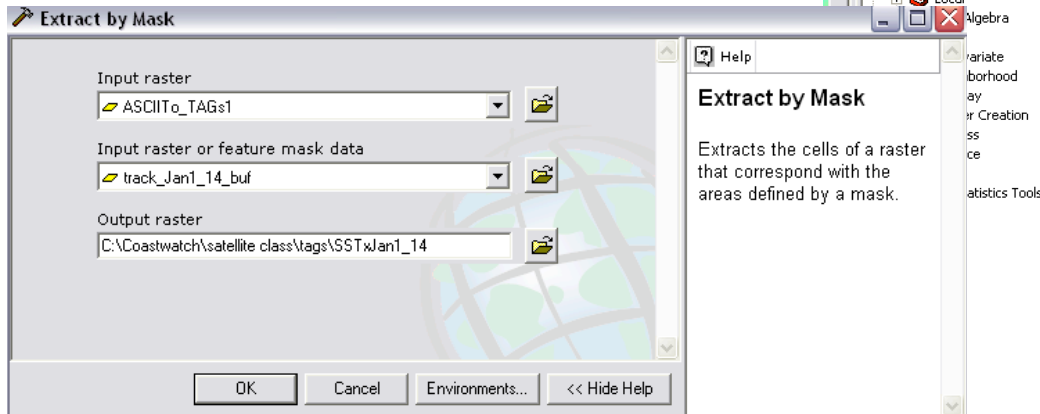 Extract by Mask
Input raster
ASCIITo_TAGs1
Input raster or feature mask data
track_Jan1_14_buf
Output raster
C:\Coastwatch\satellite class\tags\SSTxJan1_14
OK
Cancel
Environments...
<< Hide Help
Help
Extract by Mask
Extracts the cells of a raster
that correspond with the
areas defined by a mask.
Local
Algebra
variate
borhood
ay
r Creation
ss
ce
atistics Tools